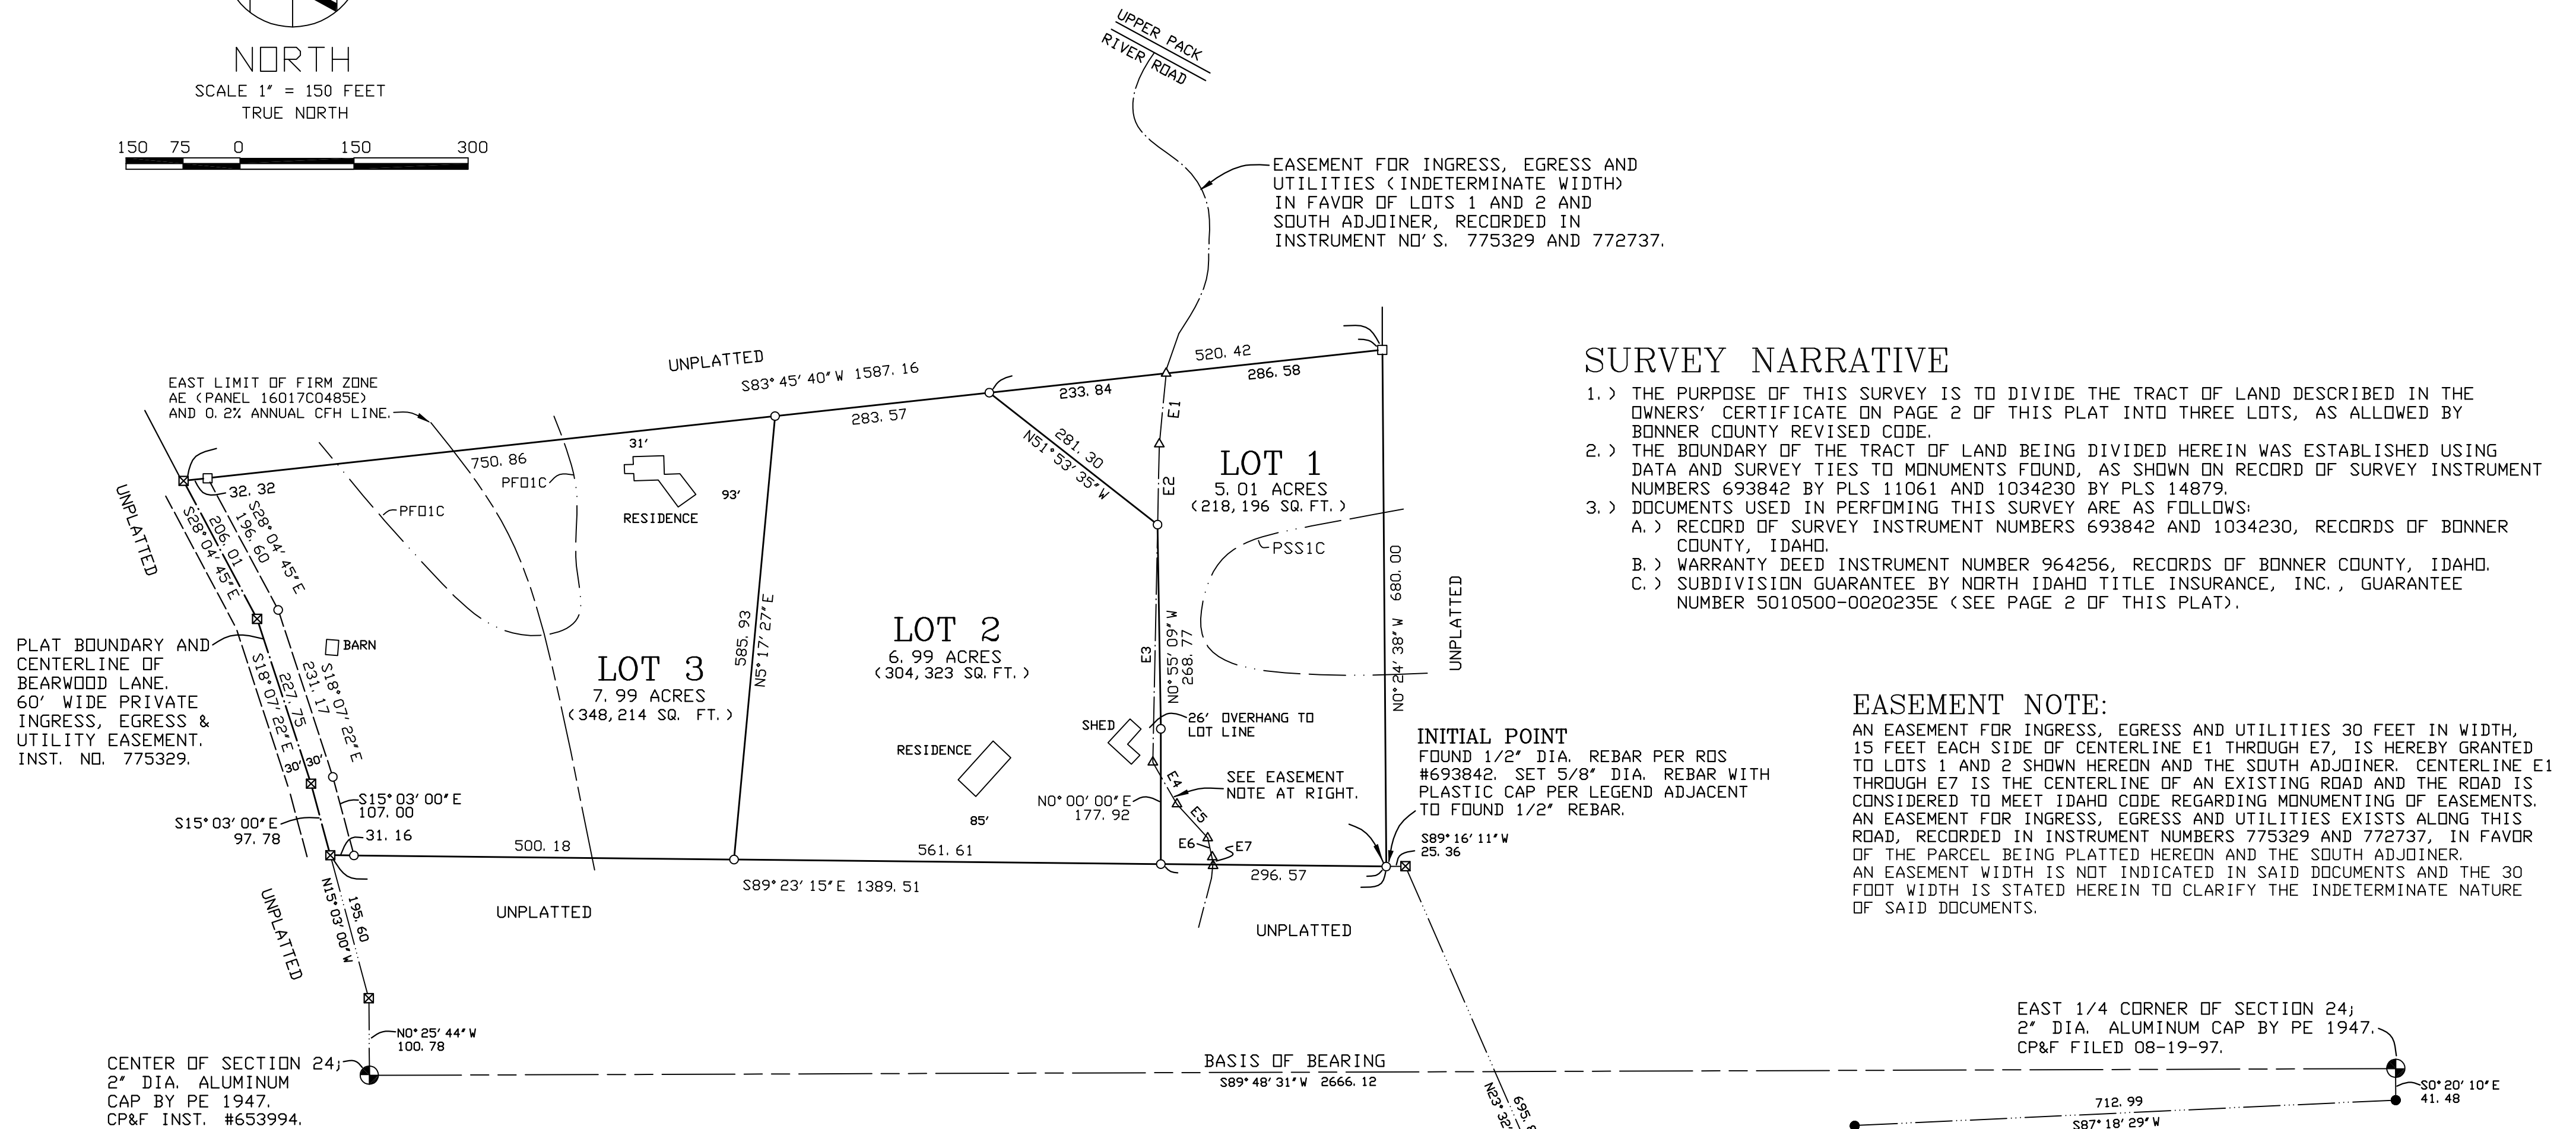 NORTH
SCALE 1" = 150 FEET
TRUE NORTH
150 75 0 150 300
UPPER PACK
RIVER ROAD
EASEMENT FOR INGRESS, EGRESS AND
UTILITIES (INDETERMINATE WIDTH)
IN FAVOR OF LOTS 1 AND 2 AND
SOUTH ADJOINER, RECORDED IN
INSTRUMENT NO'S. 775329 AND 772737.
UNPLATTED
S83°45'40"W 1587.16
520.42
286.58
233.84
283.57
750.86
32.32
EAST LIMIT OF FIRM ZONE
AE (PANEL 16017C0485E)
AND 0.2% ANNUAL CFH LINE.
PF01C
PF01C
31'
93'
RESIDENCE
UNPLATTED
S28°04'45"E
196.60
206.01
S28°04'45"E
BARN
S18°07'22"E
231.17
227.75
S18°07'22"E
30' 30'
PLAT BOUNDARY AND
CENTERLINE OF
BEARWOOD LANE.
60' WIDE PRIVATE
INGRESS, EGRESS &
UTILITY EASEMENT.
INST. NO. 775329.
S15°03'00"E
107.00
S15°03'00"E
97.78
31.16
LOT 3
7.99 ACRES
(348,214 SQ. FT.)
585.93
N5°17'27"E
LOT 2
6.99 ACRES
(304,323 SQ.FT.)
281.30
N51°53'35"W
E1
E2
E3
LOT 1
5.01 ACRES
(218,196 SQ.FT.)
PSS1C
N0°55'09"W
268.77
N0°24'38"W 680.00
UNPLATTED
SHED
26' OVERHANG TO
LOT LINE
RESIDENCE
85'
SEE EASEMENT
NOTE AT RIGHT.
N0°00'00"E
177.92
E4
E5
E6
E7
INITIAL POINT
FOUND 1/2" DIA. REBAR PER ROS
#693842. SET 5/8" DIA. REBAR WITH
PLASTIC CAP PER LEGEND ADJACENT
TO FOUND 1/2" REBAR.
S89°16'11"W
25.36
500.18
561.61
296.57
S89°23'15"E 1389.51
UNPLATTED
UNPLATTED
UNPLATTED
195.60
N15°03'00"W
N0°25'44"W
100.78
CENTER OF SECTION 24;
2" DIA. ALUMINUM
CAP BY PE 1947.
CP&F INST. #653994.
BASIS OF BEARING
S89°48'31"W 2666.12
695.
N23°32'
SURVEY NARRATIVE
1.) THE PURPOSE OF THIS SURVEY IS TO DIVIDE THE TRACT OF LAND DESCRIBED IN THE
OWNERS' CERTIFICATE ON PAGE 2 OF THIS PLAT INTO THREE LOTS, AS ALLOWED BY
BONNER COUNTY REVISED CODE.
2.) THE BOUNDARY OF THE TRACT OF LAND BEING DIVIDED HEREIN WAS ESTABLISHED USING
DATA AND SURVEY TIES TO MONUMENTS FOUND, AS SHOWN ON RECORD OF SURVEY INSTRUMENT
NUMBERS 693842 BY PLS 11061 AND 1034230 BY PLS 14879.
3.) DOCUMENTS USED IN PERFOMING THIS SURVEY ARE AS FOLLOWS:
A.) RECORD OF SURVEY INSTRUMENT NUMBERS 693842 AND 1034230, RECORDS OF BONNER
COUNTY, IDAHO.
B.) WARRANTY DEED INSTRUMENT NUMBER 964256, RECORDS OF BONNER COUNTY, IDAHO.
C.) SUBDIVISION GUARANTEE BY NORTH IDAHO TITLE INSURANCE, INC., GUARANTEE
NUMBER 5010500-0020235E (SEE PAGE 2 OF THIS PLAT).
EASEMENT NOTE:
AN EASEMENT FOR INGRESS, EGRESS AND UTILITIES 30 FEET IN WIDTH,
15 FEET EACH SIDE OF CENTERLINE E1 THROUGH E7, IS HEREBY GRANTED
TO LOTS 1 AND 2 SHOWN HEREON AND THE SOUTH ADJOINER. CENTERLINE E1
THROUGH E7 IS THE CENTERLINE OF AN EXISTING ROAD AND THE ROAD IS
CONSIDERED TO MEET IDAHO CODE REGARDING MONUMENTING OF EASEMENTS.
AN EASEMENT FOR INGRESS, EGRESS AND UTILITIES EXISTS ALONG THIS
ROAD, RECORDED IN INSTRUMENT NUMBERS 775329 AND 772737, IN FAVOR
OF THE PARCEL BEING PLATTED HEREON AND THE SOUTH ADJOINER.
AN EASEMENT WIDTH IS NOT INDICATED IN SAID DOCUMENTS AND THE 30
FOOT WIDTH IS STATED HEREIN TO CLARIFY THE INDETERMINATE NATURE
OF SAID DOCUMENTS.
EAST 1/4 CORNER OF SECTION 24;
2" DIA. ALUMINUM CAP BY PE 1947.
CP&F FILED 08-19-97.
S0°20'10"E
41.48
712.99
S87°18'29"W